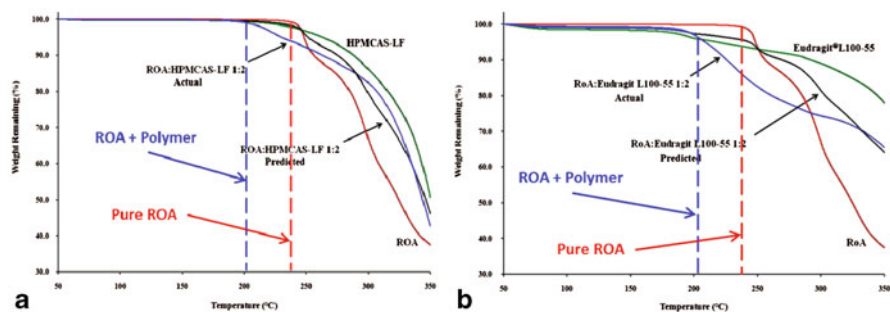 100.0
90.0
80.0
70.0
60.0
50.0
40.0
30.0
Weight Remaining (%)
HPMCAS-LF
ROA:HPMCAS-LF 1:2
Actual
ROA:HPMCAS-LF 1:2
Predicted
ROA + Polymer
Pure ROA
ROA
50 100 150 200 250 300 350
Temperature (°C)
a
100.0
90.0
80.0
70.0
60.0
50.0
40.0
30.0
Weight Remaining (%)
Eudragit®L100-55
RoA:Eudragit L100-55 1:2
Actual
RoA:Eudragit L100-55 1:2
Predicted
ROA + Polymer
Pure ROA
RoA
50 100 150 200 250 300 350
Temperature (°C)
b